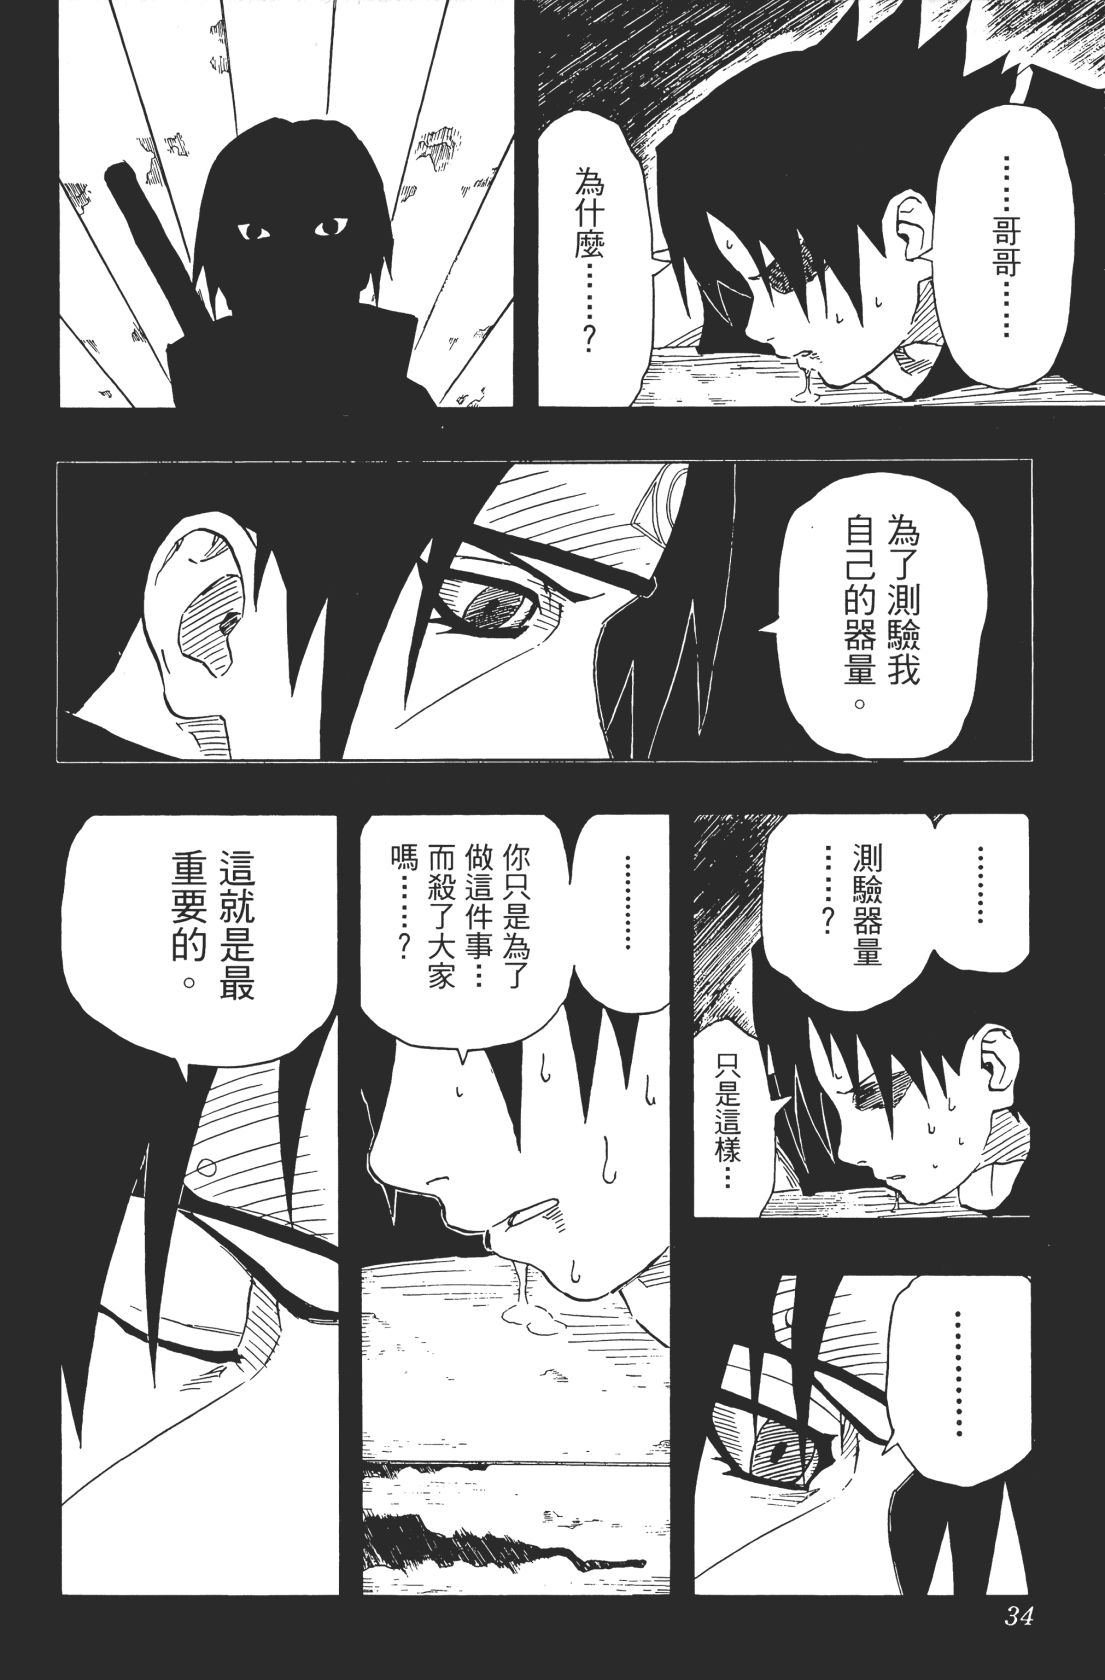 ……哥哥……
為什麼……？
為了測驗我
自己的器量。
………
測驗器量
……？
只是這樣…
…………
………
你只是為了
做這件事…
而殺了大家
嗎……？
這就是最
重要的。
34